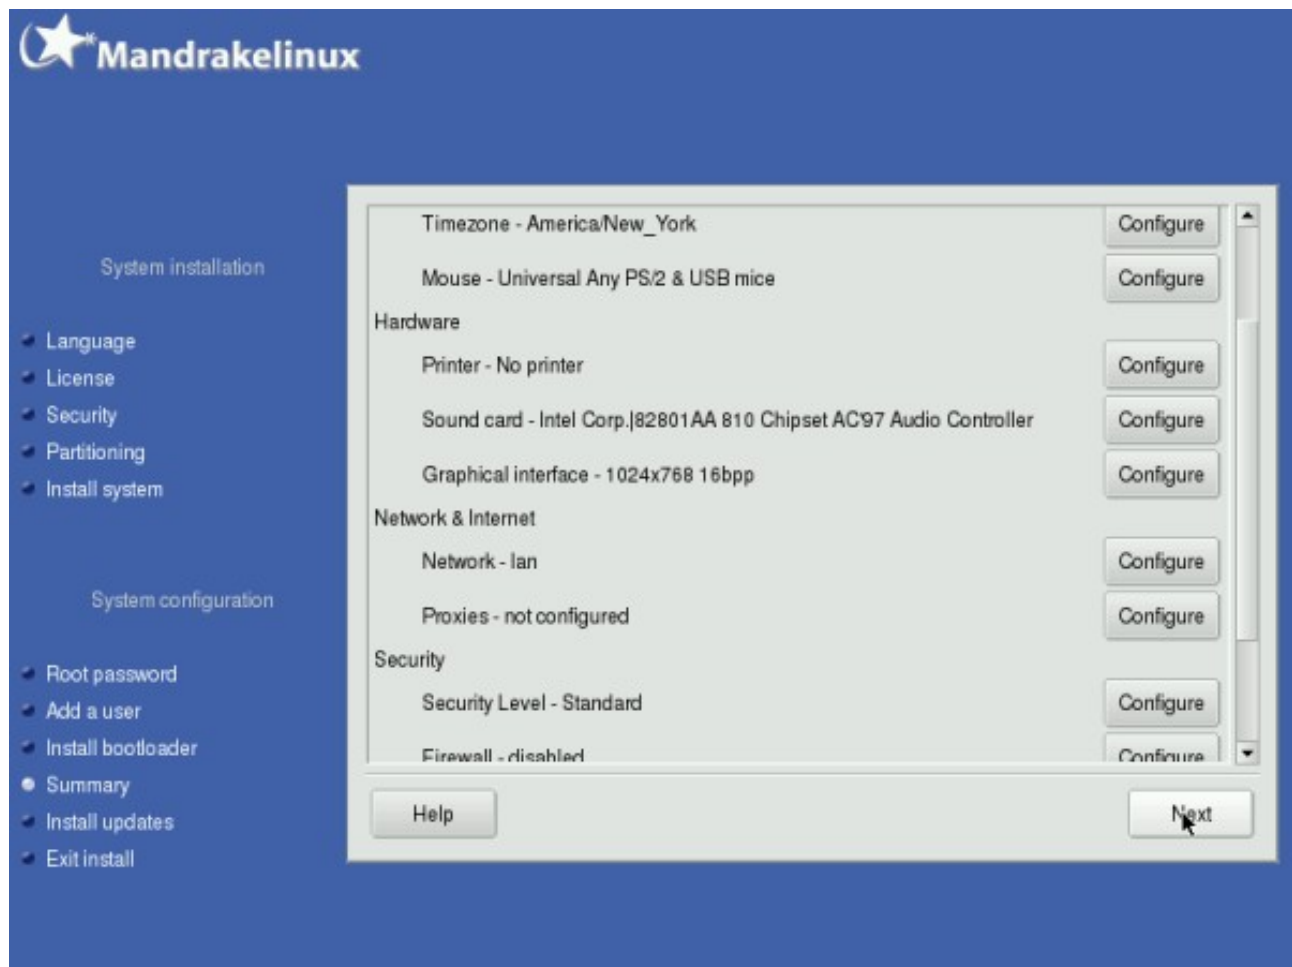 Mandrakelinux
System installation
Language
License
Security
Partitioning
Install system
System configuration
Root password
Add a user
Install bootloader
Summary
Install updates
Exit install
Timezone - America/New_York Configure
Mouse - Universal Any PS/2 & USB mice Configure
Hardware
Printer - No printer Configure
Sound card - Intel Corp.|82801AA 810 Chipset AC'97 Audio Controller Configure
Graphical interface - 1024x768 16bpp Configure
Network & Internet
Network - lan Configure
Proxies - not configured Configure
Security
Security Level - Standard Configure
Firewall - disabled Configure
Help Next